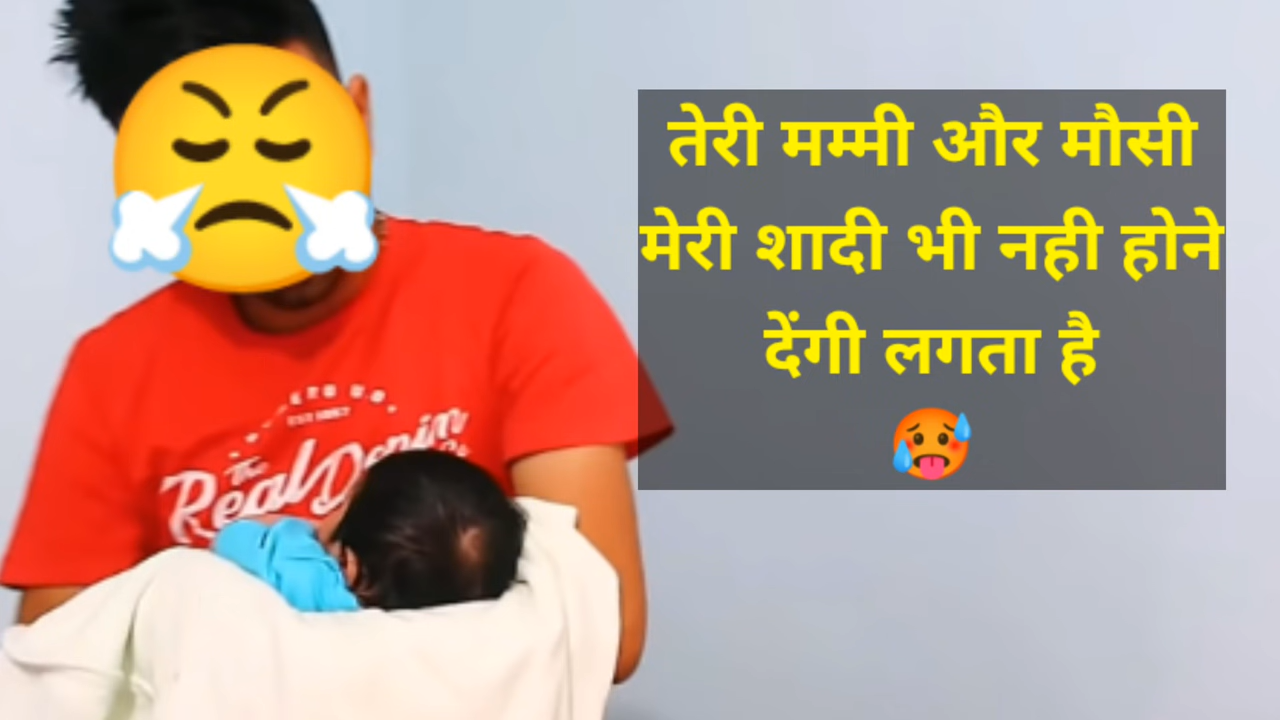 तेरी मम्मी और मौसी
मेरी शादी भी नही होने
देंगी लगता है
The
Real Denim